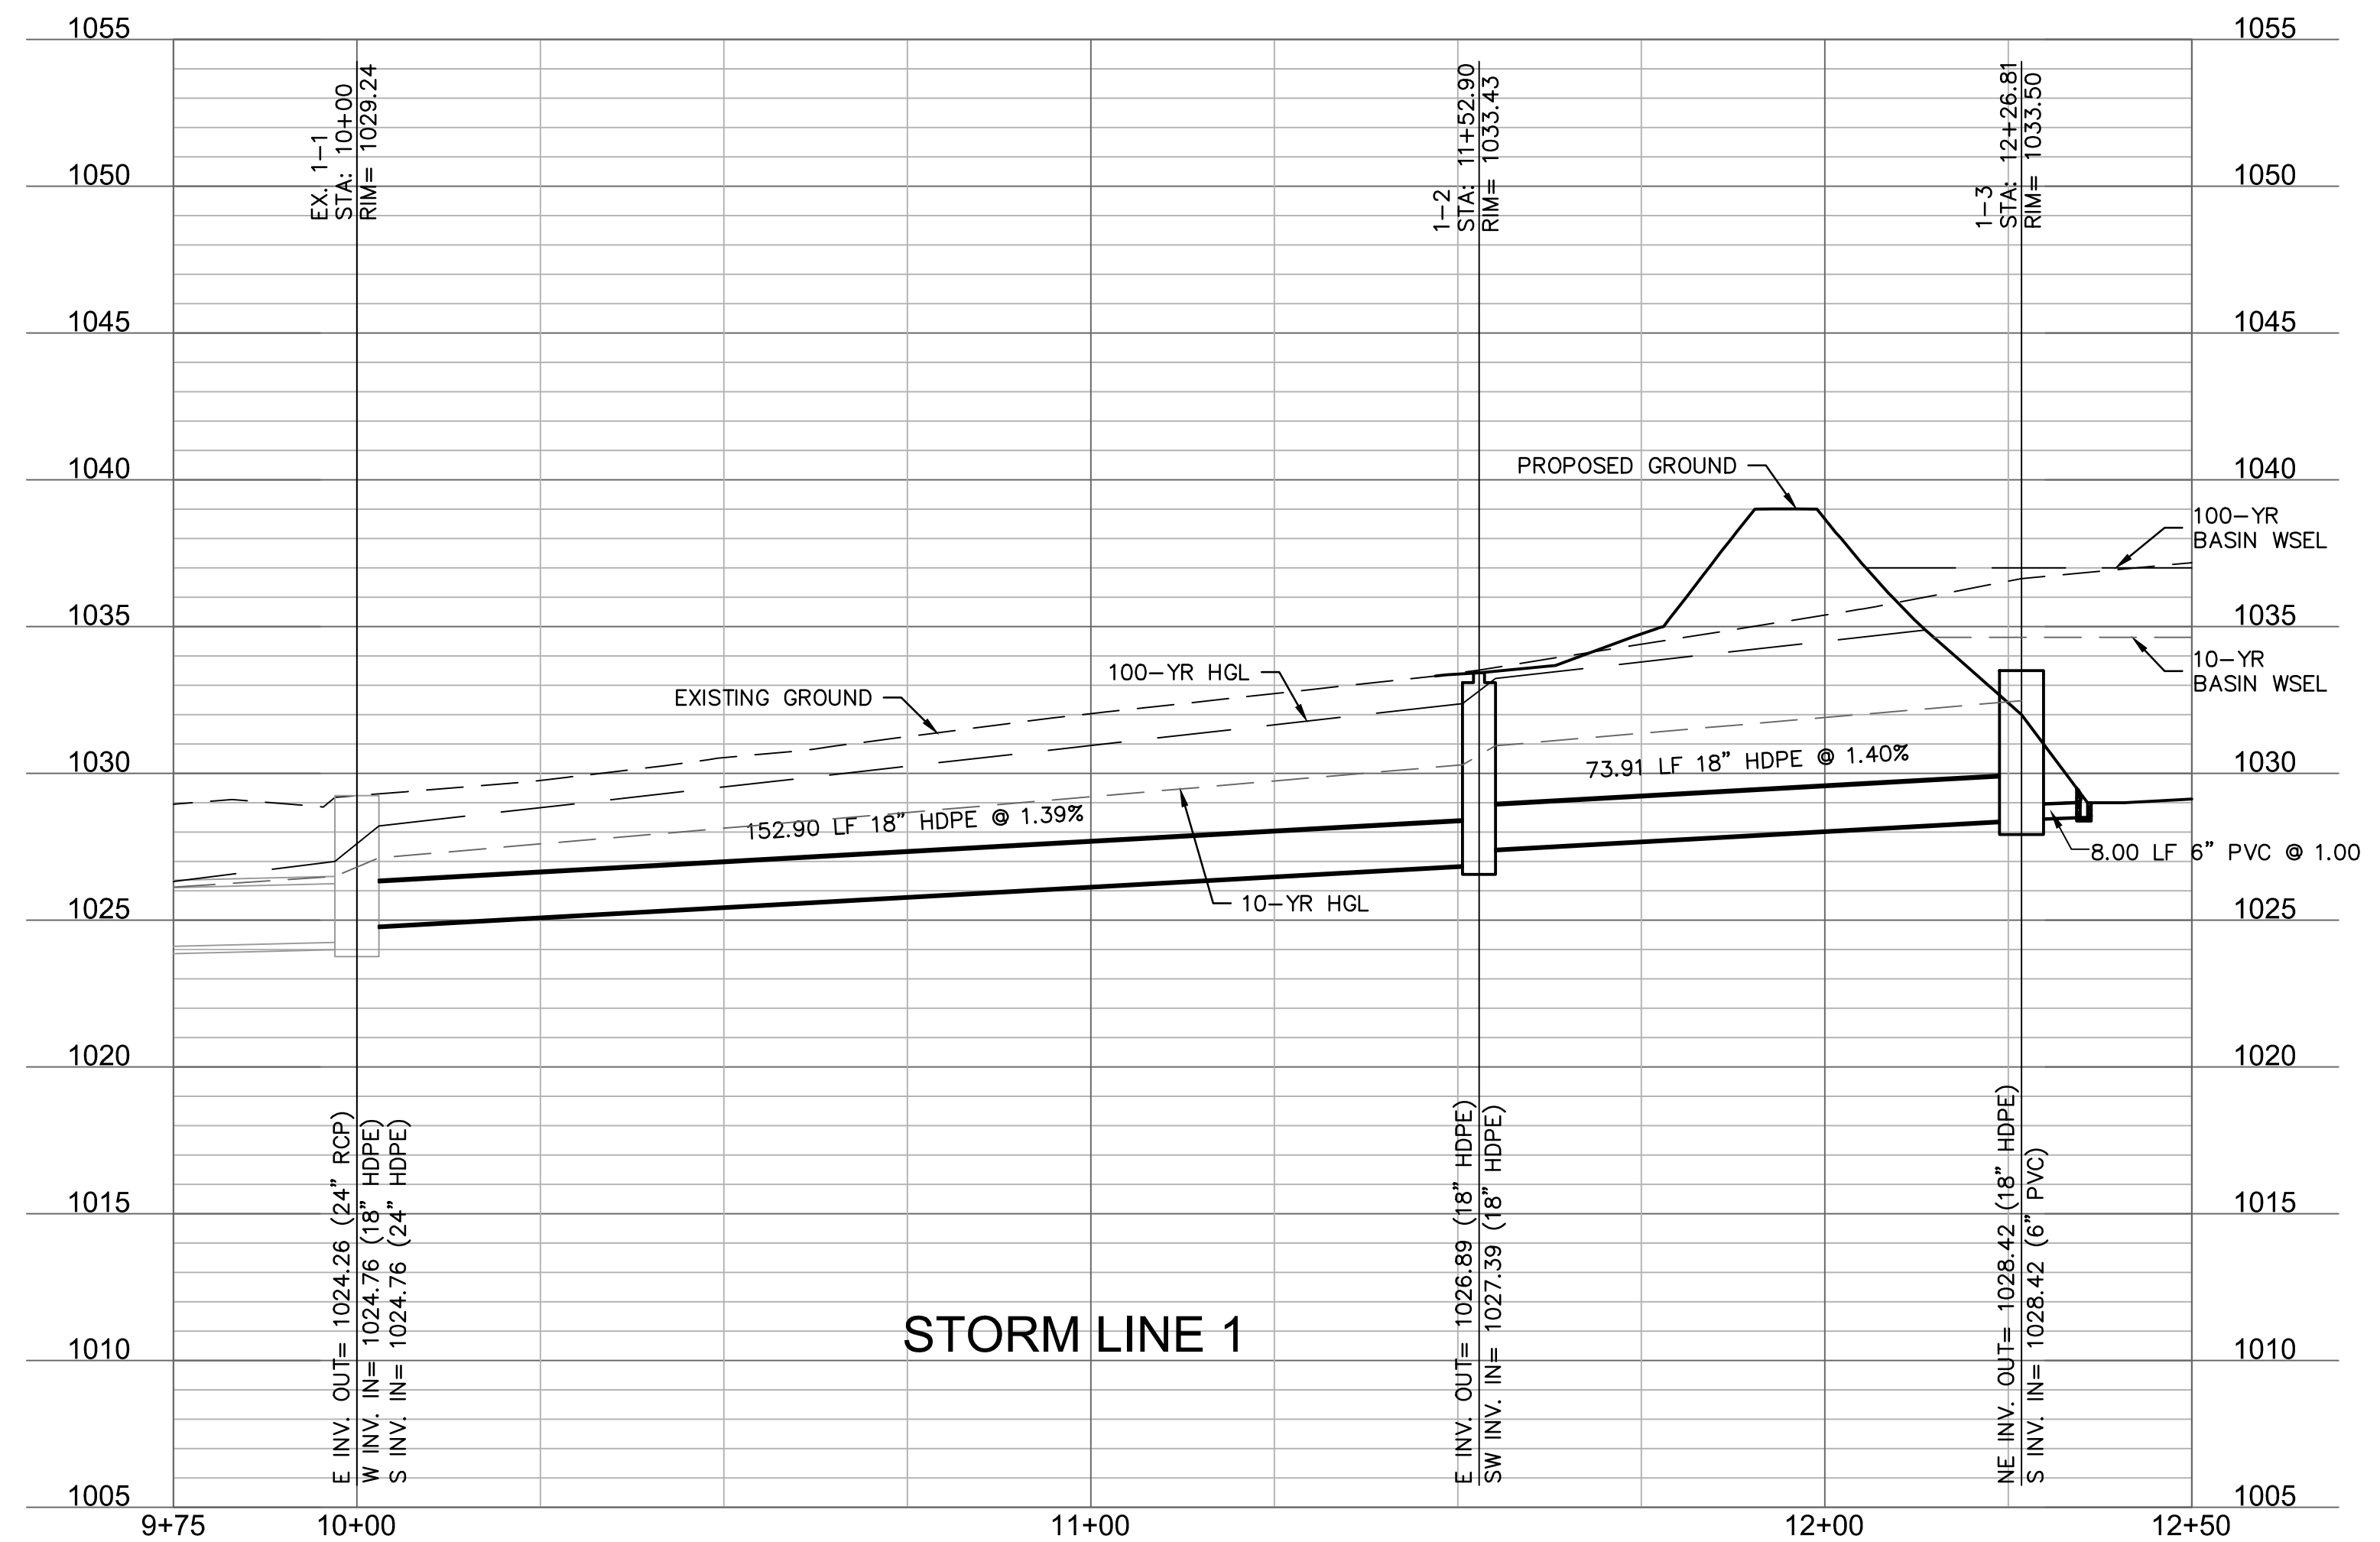 1055
1055
EX. 1-1
STA: 10+00
RIM= 1029.24
1-2
STA: 11+52.90
RIM= 1033.43
1-3
STA: 12+26.81
RIM= 1033.50
1050
1050
1045
1045
1040
1040
PROPOSED GROUND
100-YR
BASIN WSEL
1035
1035
10-YR
BASIN WSEL
100-YR HGL
EXISTING GROUND
1030
1030
73.91 LF 18" HDPE @ 1.40%
152.90 LF 18" HDPE @ 1.39%
8.00 LF 6" PVC @ 1.00
10-YR HGL
1025
1025
1020
1020
E INV. OUT= 1024.26 (24" RCP)
W INV. IN= 1024.76 (18" HDPE)
S INV. IN= 1024.76 (24" HDPE)
E INV. OUT= 1026.89 (18" HDPE)
SW INV. IN= 1027.39 (18" HDPE)
NE INV. OUT= 1028.42 (18" HDPE)
S INV. IN= 1028.42 (6" PVC)
1015
1015
STORM LINE 1
1010
1010
1005
1005
9+75
10+00
11+00
12+00
12+50